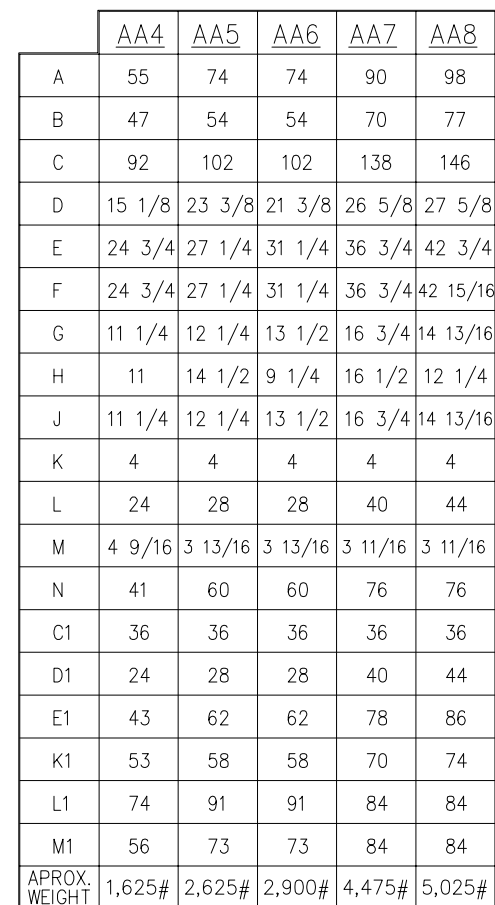 AA4 AA5 AA6 AA7 AA8
A 55 74 74 90 98
B 47 54 54 70 77
C 92 102 102 138 146
D 15 1/8 23 3/8 21 3/8 26 5/8 27 5/8
E 24 3/4 27 1/4 31 1/4 36 3/4 42 3/4
F 24 3/4 27 1/4 31 1/4 36 3/4 42 15/16
G 11 1/4 12 1/4 13 1/2 16 3/4 14 13/16
H 11 14 1/2 9 1/4 16 1/2 12 1/4
J 11 1/4 12 1/4 13 1/2 16 3/4 14 13/16
K 4 4 4 4 4
L 24 28 28 40 44
M 4 9/16 3 13/16 3 13/16 3 11/16 3 11/16
N 41 60 60 76 76
C1 36 36 36 36 36
D1 24 28 28 40 44
E1 43 62 62 78 86
K1 53 58 58 70 74
L1 74 91 91 84 84
M1 56 73 73 84 84
APROX.
WEIGHT 1,625# 2,625# 2,900# 4,475# 5,025#